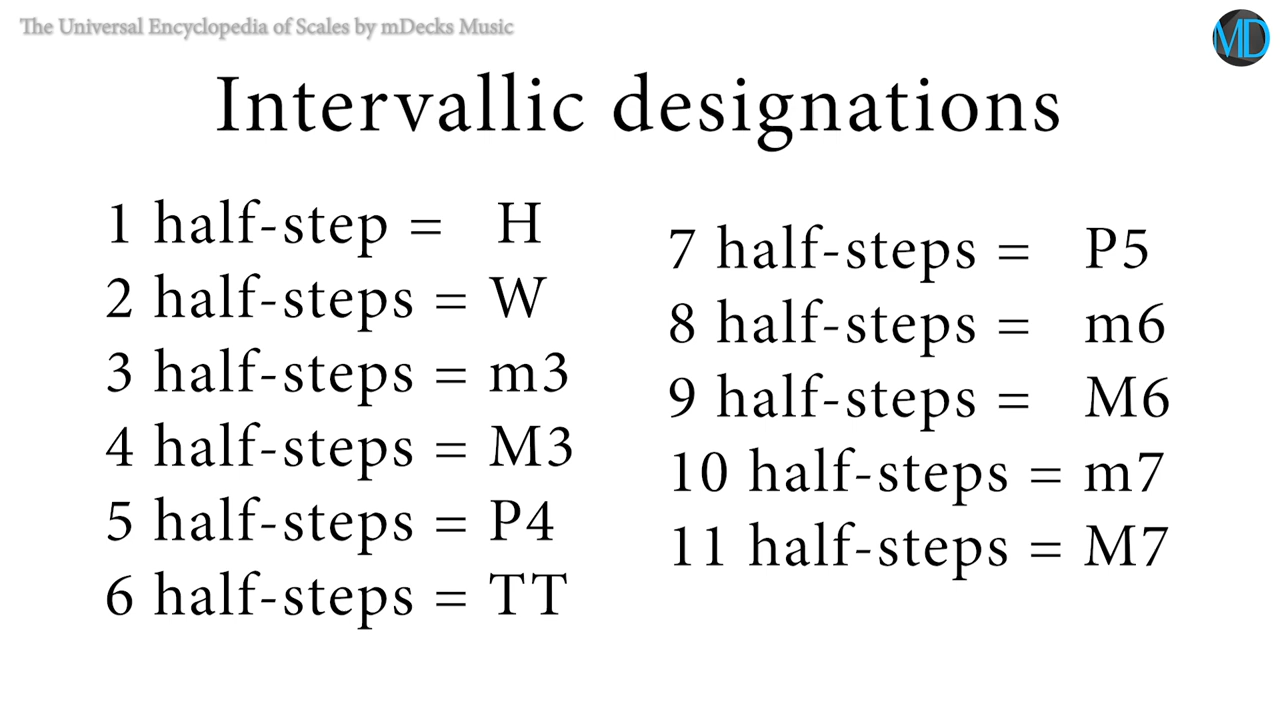 The Universal Encyclopedia of Scales by mDecks Music
MD
Intervallic designations
1 half-step = H
2 half-steps = W
3 half-steps = m3
4 half-steps = M3
5 half-steps = P4
6 half-steps = TT
7 half-steps = P5
8 half-steps = m6
9 half-steps = M6
10 half-steps = m7
11 half-steps = M7